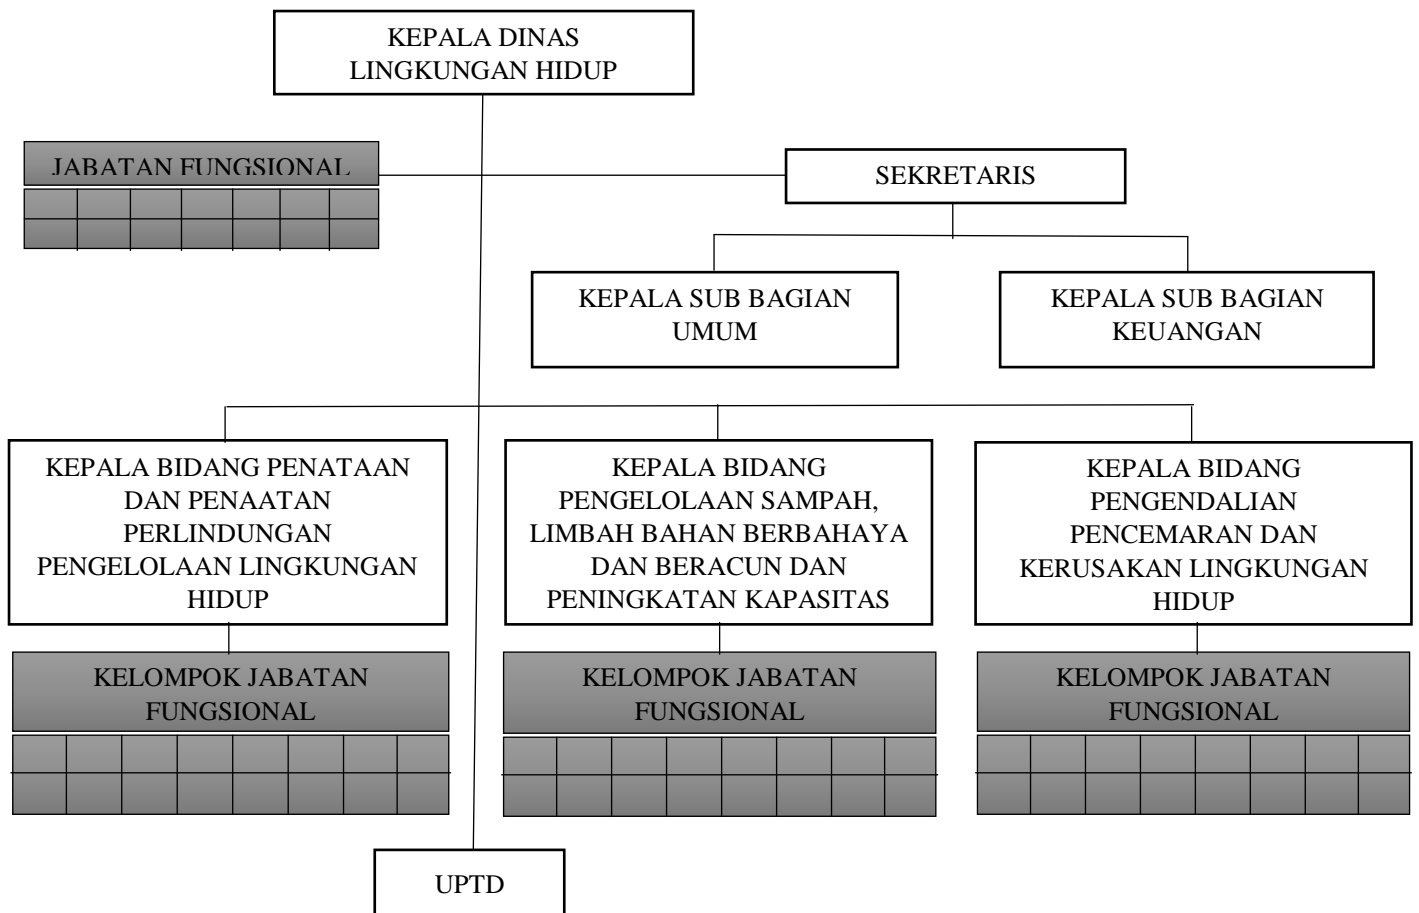 KEPALA DINAS
LINGKUNGAN HIDUP
JABATAN FUNGSIONAL
SEKRETARIS
KEPALA SUB BAGIAN
UMUM
KEPALA SUB BAGIAN
KEUANGAN
KEPALA BIDANG PENATAAN
DAN PENAATAN
PERLINDUNGAN
PENGELOLAAN LINGKUNGAN
HIDUP
KEPALA BIDANG
PENGELOLAAN SAMPAH,
LIMBAH BAHAN BERBAHAYA
DAN BERACUN DAN
PENINGKATAN KAPASITAS
KEPALA BIDANG
PENGENDALIAN
PENCEMARAN DAN
KERUSAKAN LINGKUNGAN
HIDUP
KELOMPOK JABATAN
FUNGSIONAL
KELOMPOK JABATAN
FUNGSIONAL
KELOMPOK JABATAN
FUNGSIONAL
UPTD